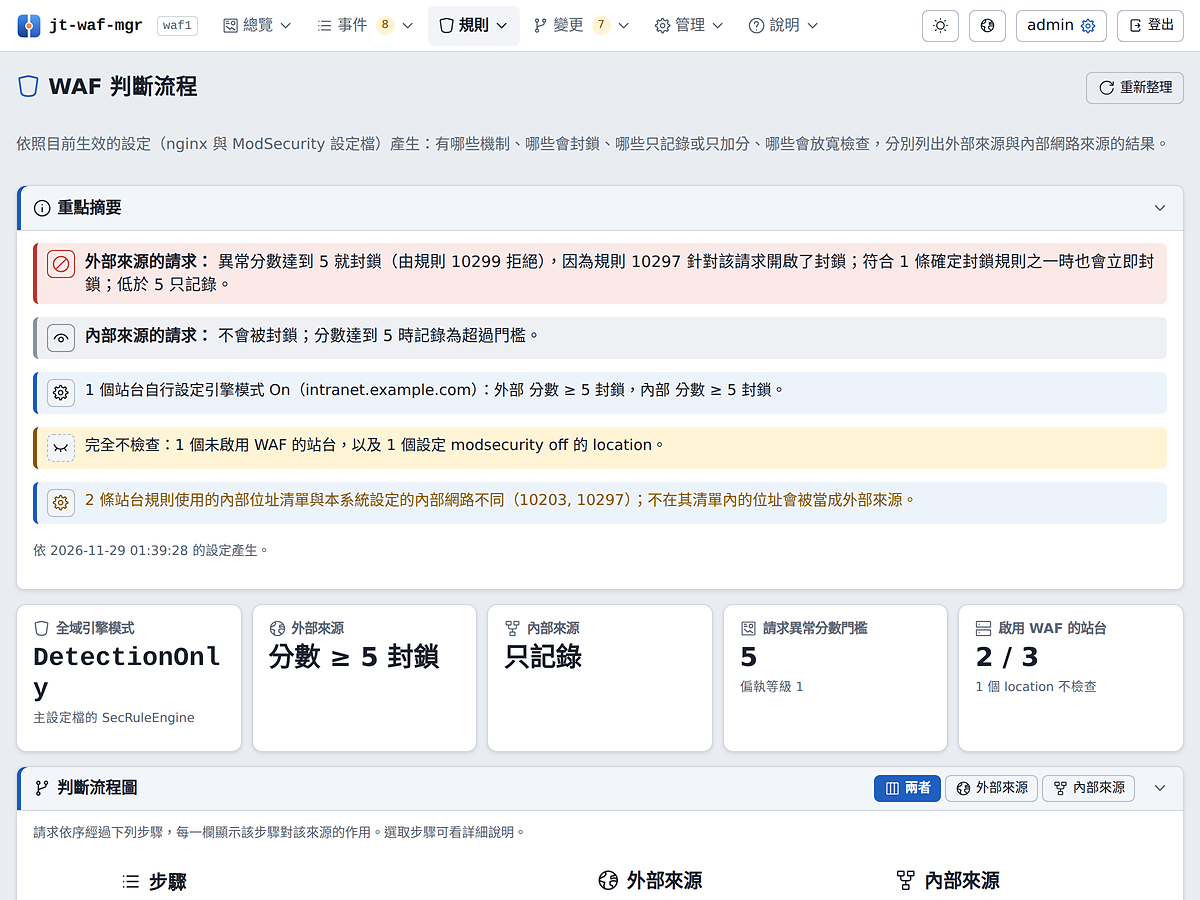 jt-waf-mgr waf1 總覽 事件 8 規則 變更 7 管理 說明 admin 登出
WAF 判斷流程
重新整理
依照目前生效的設定（nginx 與 ModSecurity 設定檔）產生：有哪些機制、哪些會封鎖、哪些只記錄或只加分、哪些會放寬檢查，分別列出外部來源與內部網路來源的結果。
重點摘要
外部來源的請求： 異常分數達到 5 就封鎖（由規則 10299 拒絕），因為規則 10297 針對該請求開啟了封鎖；符合 1 條確定封鎖規則之一時也會立即封
鎖；低於 5 只記錄。
內部來源的請求： 不會被封鎖；分數達到 5 時記錄為超過門檻。
1 個站台自行設定引擎模式 On（intranet.example.com）：外部 分數 ≥ 5 封鎖，內部 分數 ≥ 5 封鎖。
完全不檢查：1 個未啟用 WAF 的站台，以及 1 個設定 modsecurity off 的 location。
2 條站台規則使用的內部位址清單與本系統設定的內部網路不同（10203, 10297）；不在其清單內的位址會被當成外部來源。
依 2026-11-29 01:39:28 的設定產生。
全域引擎模式
DetectionOnl
y
主設定檔的 SecRuleEngine
外部來源
分數 ≥ 5 封鎖
內部來源
只記錄
請求異常分數門檻
5
偏執等級 1
啟用 WAF 的站台
2 / 3
1 個 location 不檢查
判斷流程圖
兩者 外部來源 內部來源
請求依序經過下列步驟，每一欄顯示該步驟對該來源的作用。選取步驟可看詳細說明。
步驟 外部來源 內部來源